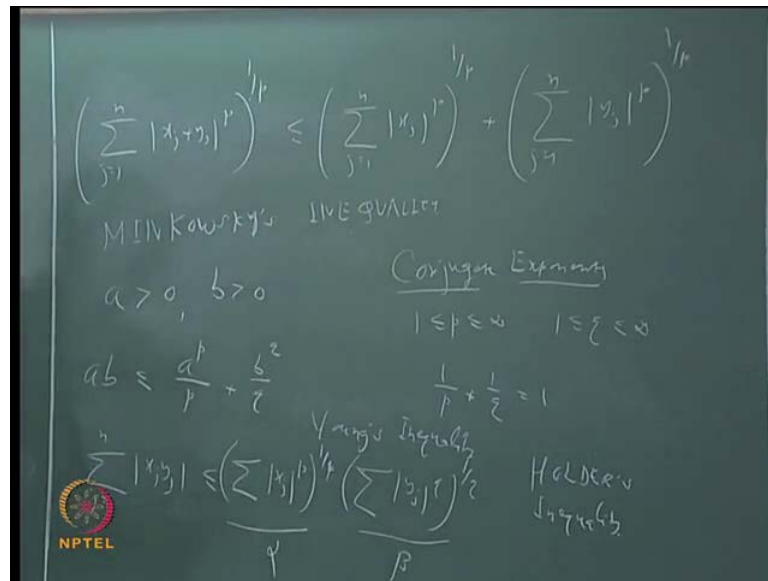 (∑_{j=1}^{n} |x_j + y_j|^p)^{1/p} ≤ (∑_{j=1}^{n} |x_j|^p)^{1/p} + (∑_{j=1}^{n} |y_j|^p)^{1/p}
MINKOWSKY'S INEQUALITY
a > 0, b > 0
Conjugate Exponents
1 ≤ p ≤ ∞ 1 ≤ q ≤ ∞
ab ≤ a^p/p + b^q/q
1/p + 1/q = 1
Young's Inequality
∑^{n} |x_j y_j| ≤ (∑ |x_j|^p)^{1/p} (∑ |y_j|^q)^{1/q}
HOLDER'S
Inequality.
β
NPTEL